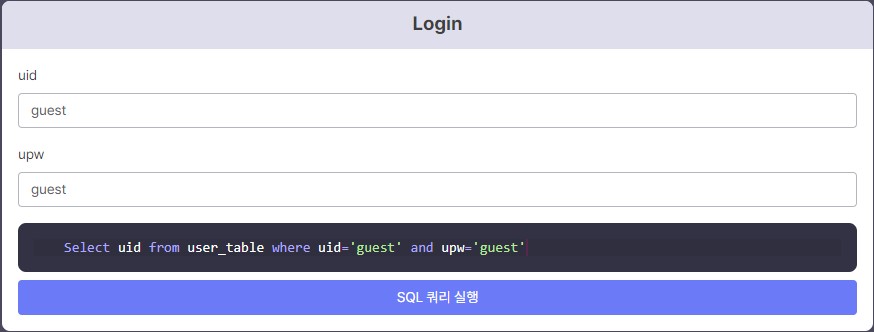 Login
uid
guest
upw
guest
Select uid from user_table where uid='guest' and upw='guest'
SQL 쿼리 실행